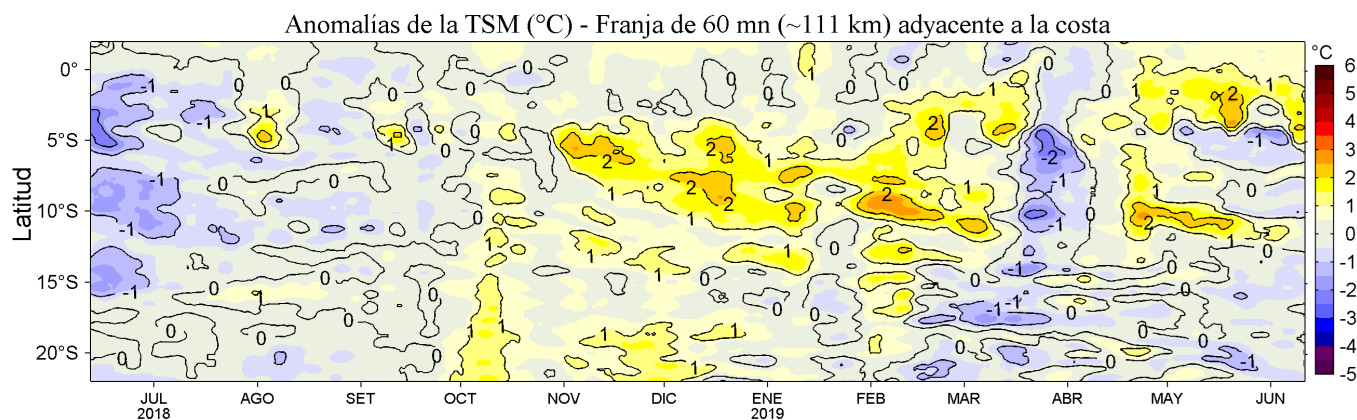 Anomalías de la TSM (°C) - Franja de 60 mn (~111 km) adyacente a la costa
°C
Latitud
0°
5°S
10°S
15°S
20°S
6
5
4
3
2
1
0
-1
-2
-3
-4
-5
JUL AGO SET OCT NOV DIC ENE FEB MAR ABR MAY JUN
2018 2019